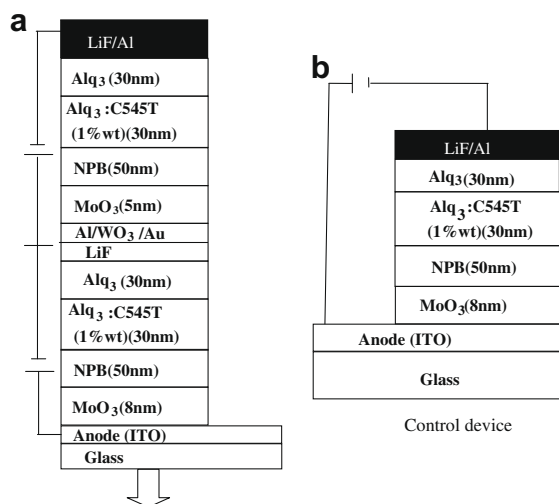 a
LiF/Al
Alq₃ (30nm)
Alq₃ :C545T
(1%wt)(30nm)
NPB(50nm)
MoO₃(5nm)
Al/WO₃ /Au
LiF
Alq₃ (30nm)
Alq₃ :C545T
(1%wt)(30nm)
NPB(50nm)
MoO₃(8nm)
Anode (ITO)
Glass
b
LiF/Al
Alq₃(30nm)
Alq₃:C545T
(1%wt)(30nm)
NPB(50nm)
MoO₃(8nm)
Anode (ITO)
Glass
Control device